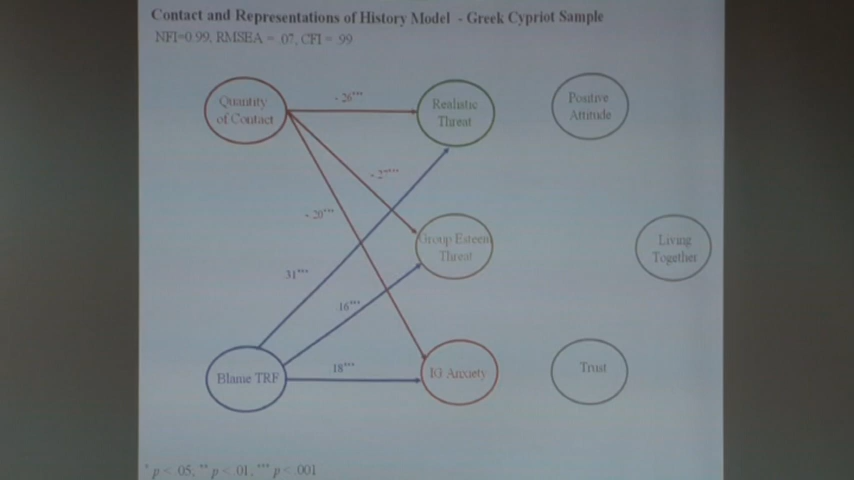 Contact and Representations of History Model - Greek Cypriot Sample
NFI=0.99, RMSEA = .07, CFI = .99
Quantity
of Contact
- .26***
Realistic
Threat
Positive
Attitude
- .27***
- .20***
Group Esteem
Threat
Living
Together
.31***
.16***
Blame TRF
.18***
IG Anxiety
Trust
* p < .05, ** p < .01, *** p < .001